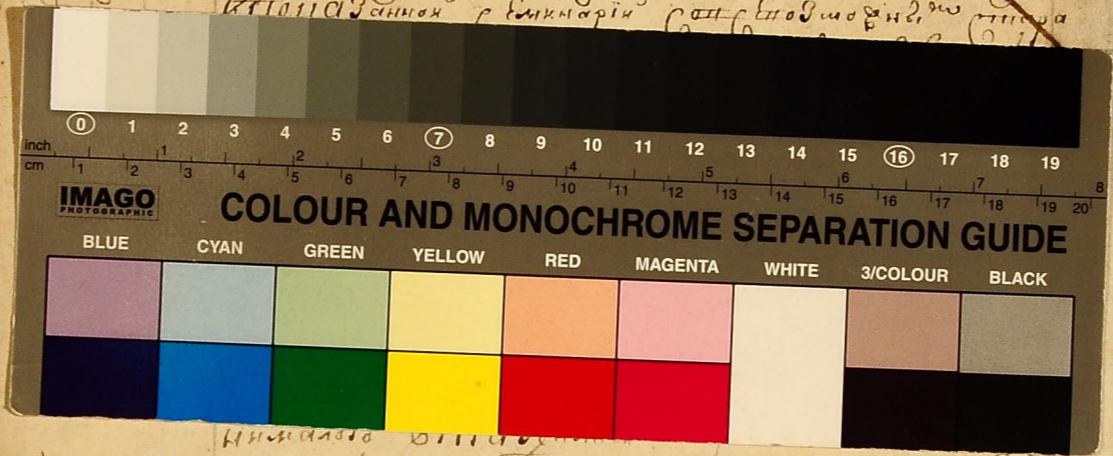 семинарїи
0 1 2 3 4 5 6 7 8 9 10 11 12 13 14 15 16 17 18 19
inch 1 2 3 4 5 6 7 8
cm 1 2 3 4 5 6 7 8 9 10 11 12 13 14 15 16 17 18 19 20
IMAGO
PHOTOGRAPHIC
COLOUR AND MONOCHROME SEPARATION GUIDE
BLUE CYAN GREEN YELLOW RED MAGENTA WHITE 3/COLOUR BLACK